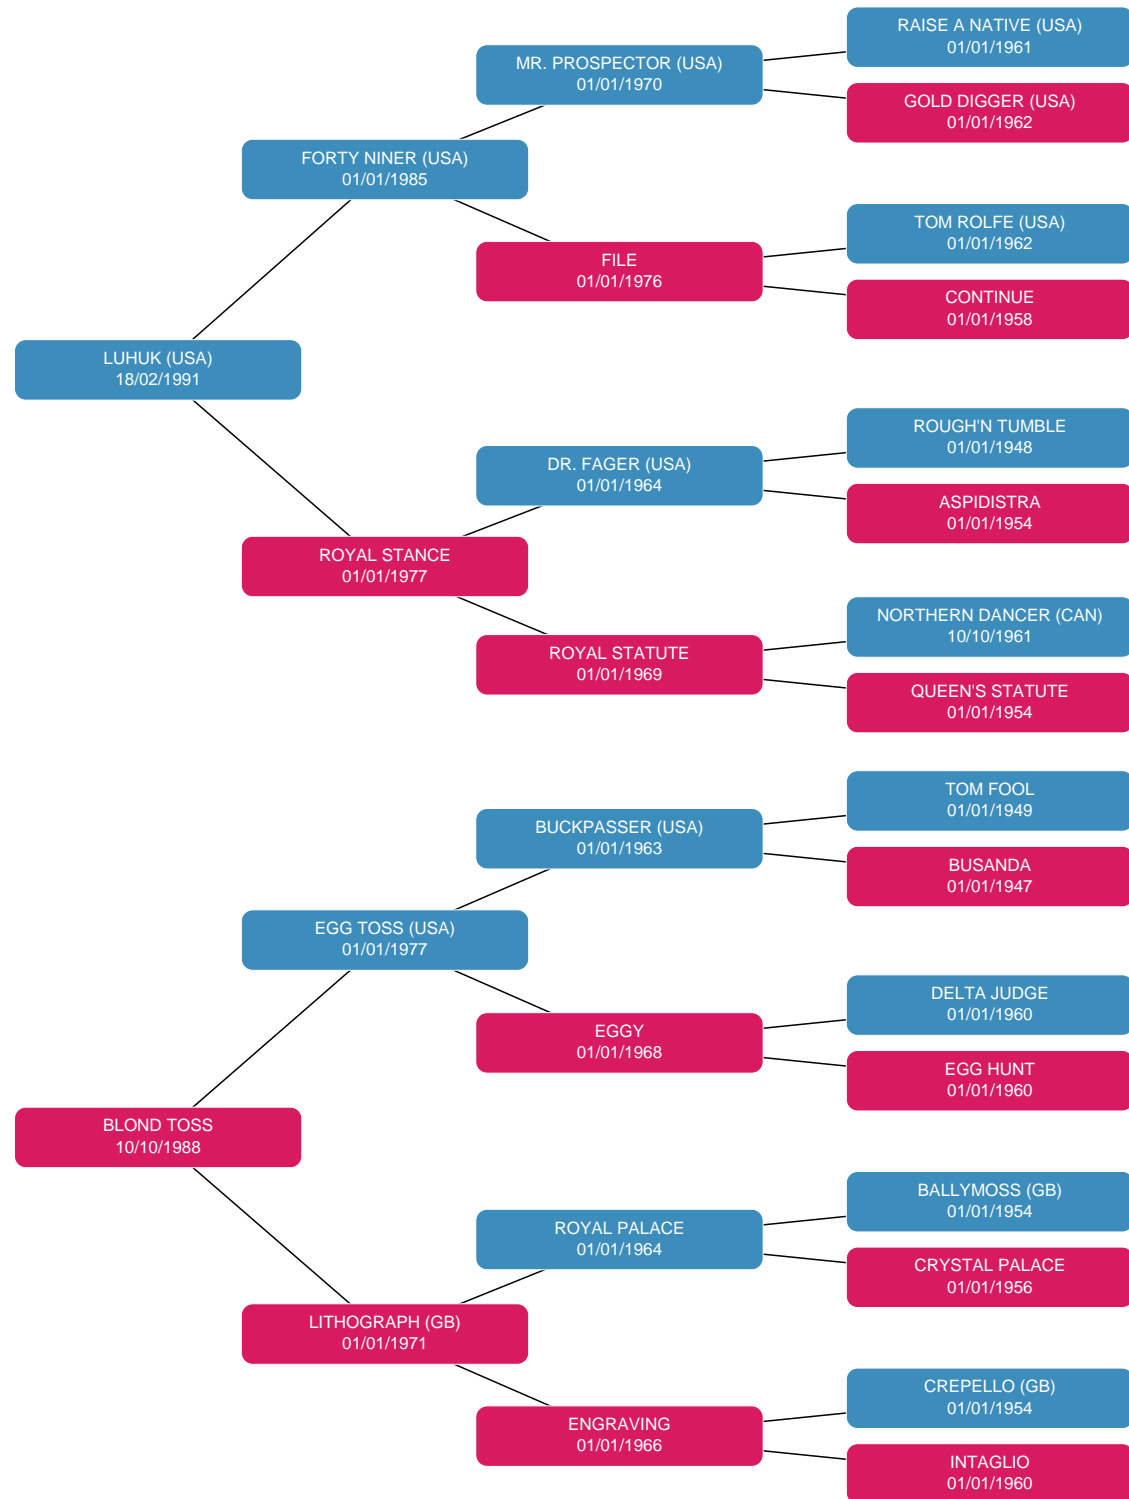 RAISE A NATIVE (USA)
01/01/1961
MR. PROSPECTOR (USA)
01/01/1970
GOLD DIGGER (USA)
01/01/1962
FORTY NINER (USA)
01/01/1985
TOM ROLFE (USA)
01/01/1962
FILE
01/01/1976
CONTINUE
01/01/1958
LUHUK (USA)
18/02/1991
ROUGH'N TUMBLE
01/01/1948
DR. FAGER (USA)
01/01/1964
ASPIDISTRA
01/01/1954
ROYAL STANCE
01/01/1977
NORTHERN DANCER (CAN)
10/10/1961
ROYAL STATUTE
01/01/1969
QUEEN'S STATUTE
01/01/1954
TOM FOOL
01/01/1949
BUCKPASSER (USA)
01/01/1963
BUSANDA
01/01/1947
EGG TOSS (USA)
01/01/1977
DELTA JUDGE
01/01/1960
EGGY
01/01/1968
EGG HUNT
01/01/1960
BLOND TOSS
10/10/1988
BALLYMOSS (GB)
01/01/1954
ROYAL PALACE
01/01/1964
CRYSTAL PALACE
01/01/1956
LITHOGRAPH (GB)
01/01/1971
CREPELLO (GB)
01/01/1954
ENGRAVING
01/01/1966
INTAGLIO
01/01/1960